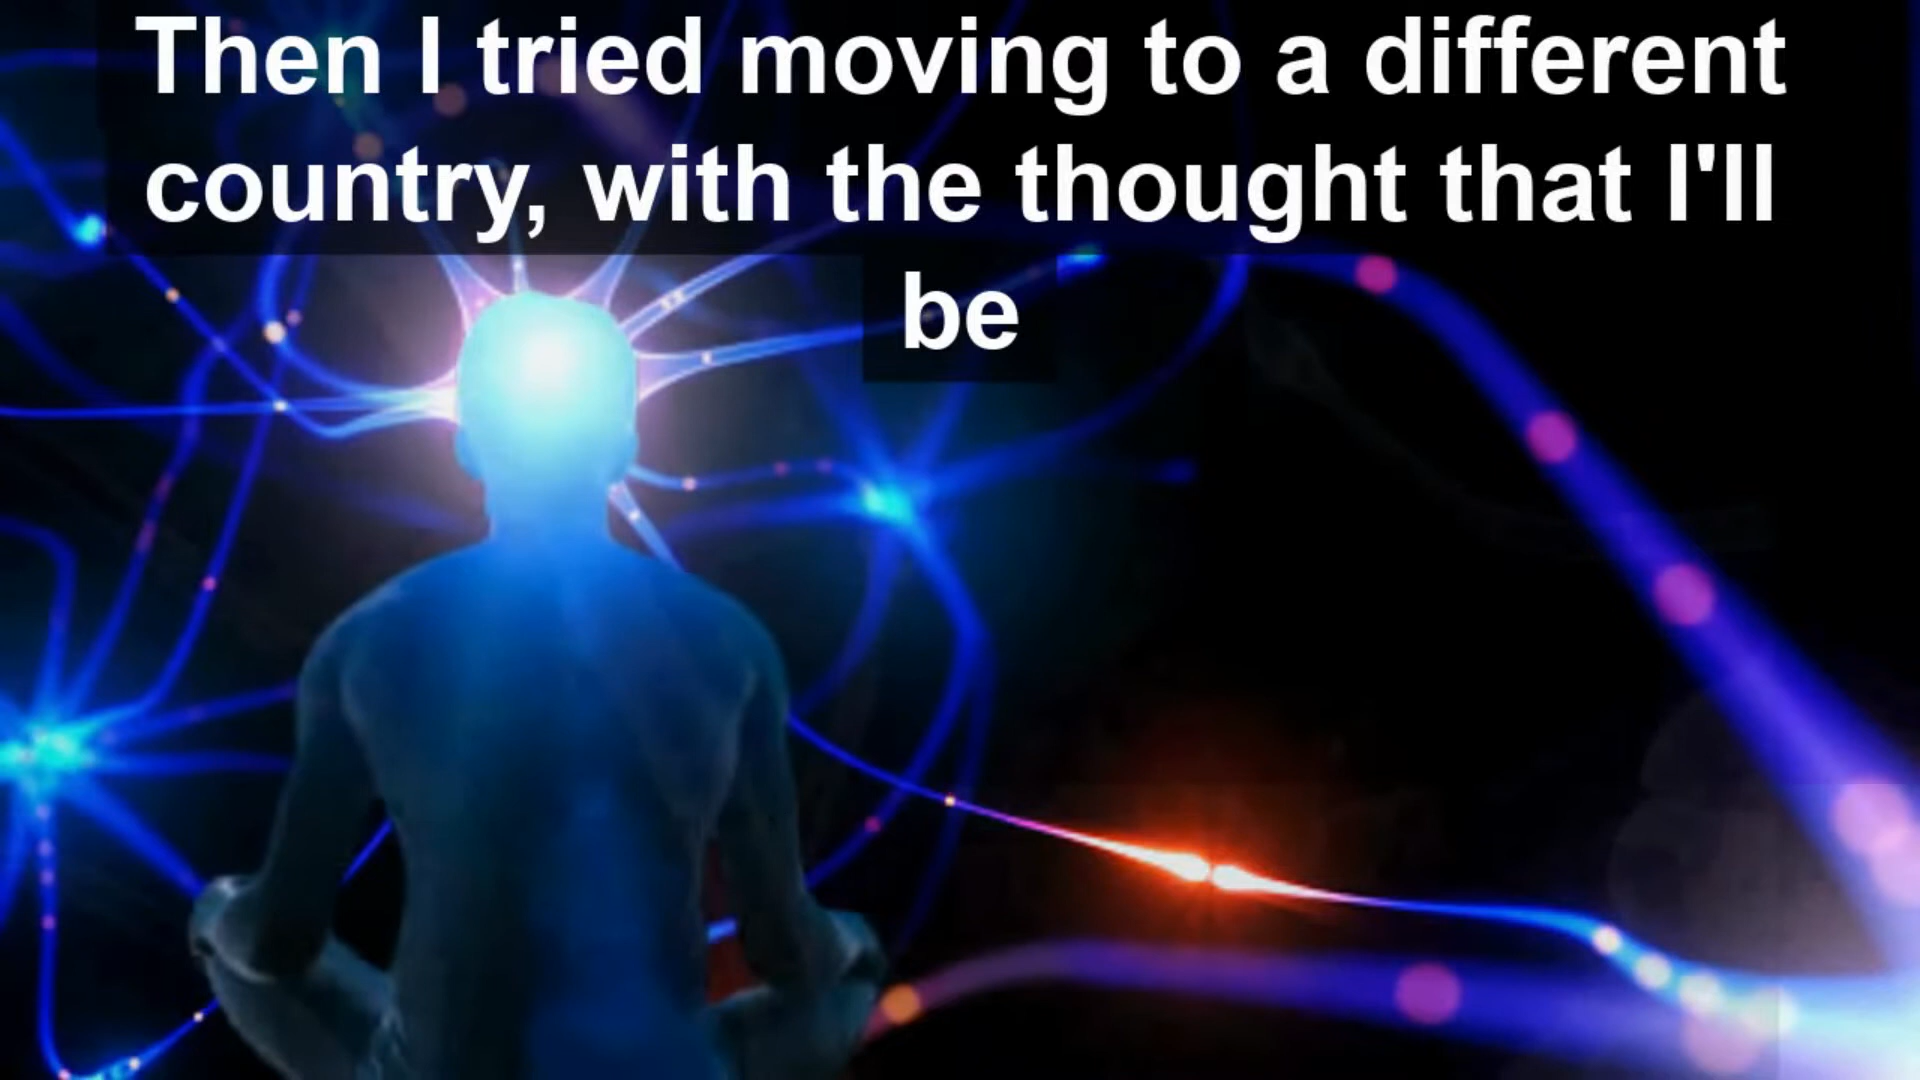 Then I tried moving to a different
country, with the thought that I'll
be